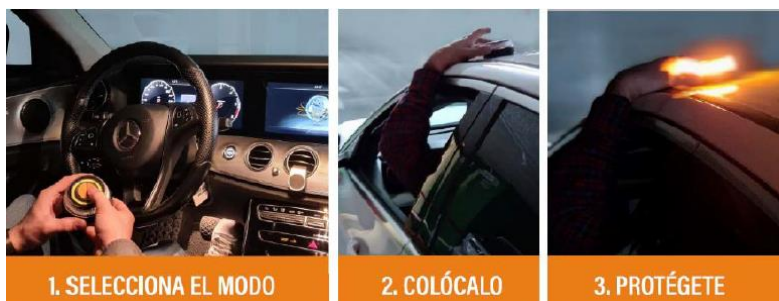 1. SELECCIONA EL MODO
2. COLÓCALO
3. PROTÉGETE